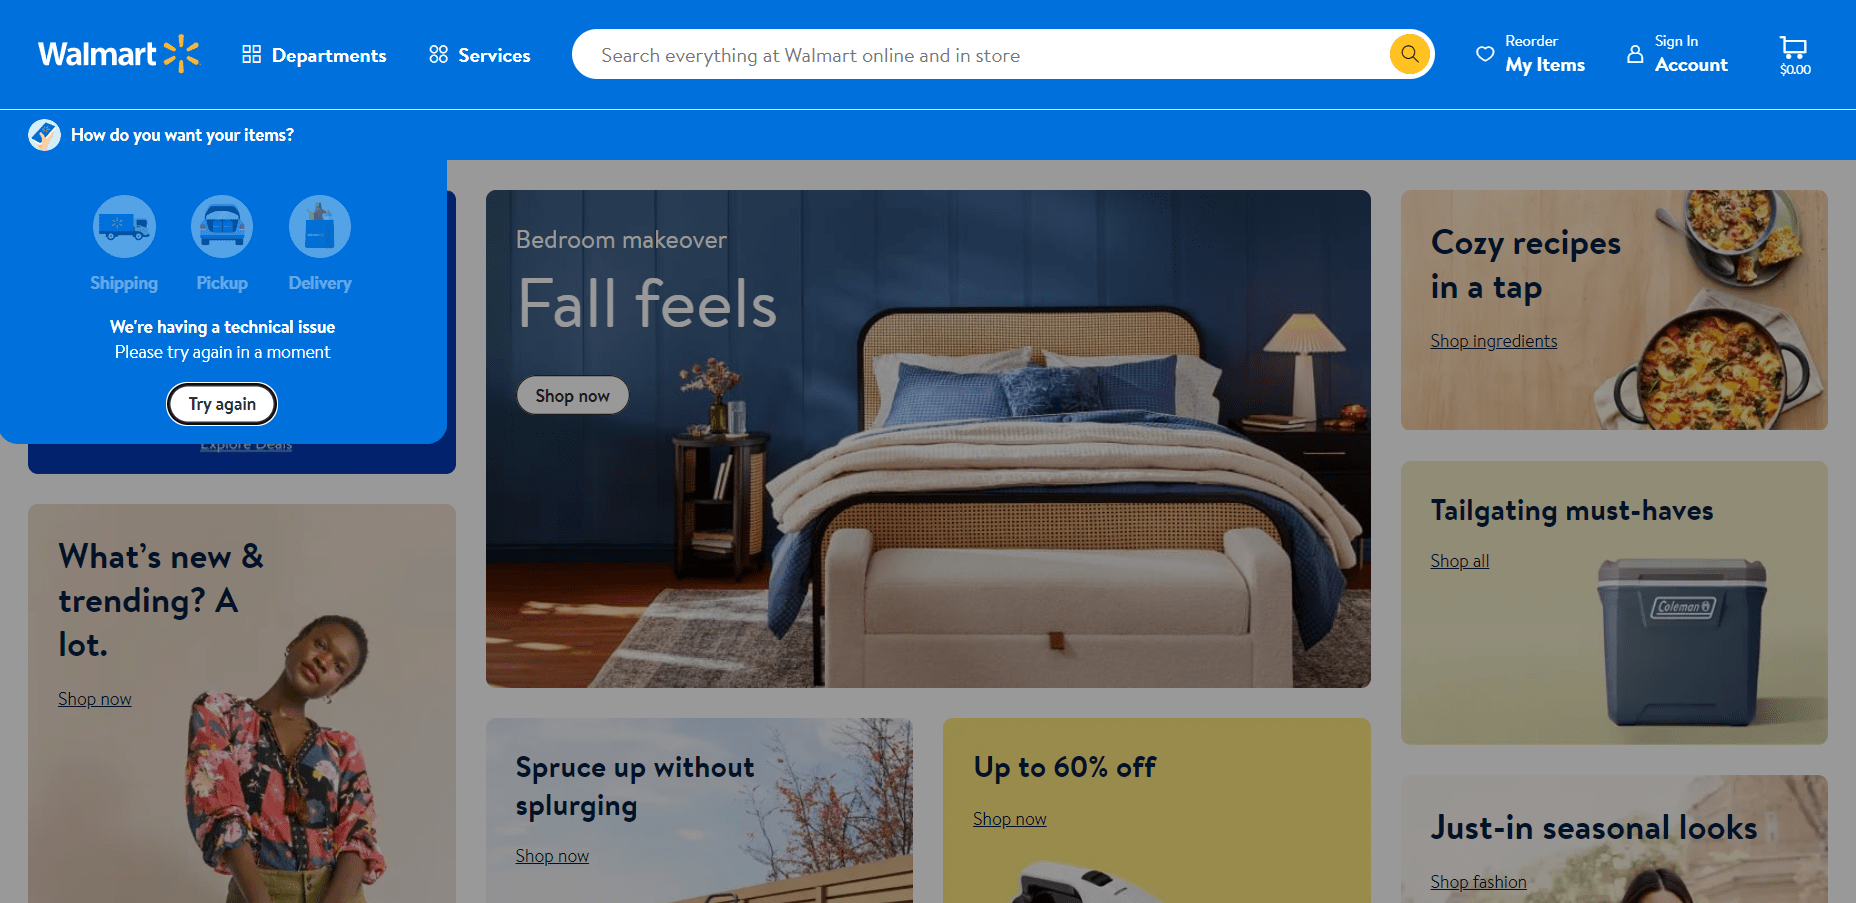 Walmart
Departments
Services
Search everything at Walmart online and in store
Reorder
My Items
Sign In
Account
$0.00
How do you want your items?
Shipping
Pickup
Delivery
We're having a technical issue
Please try again in a moment
Try again
Explore Deals
What's new &
trending? A
lot.
Shop now
Bedroom makeover
Fall feels
Shop now
Spruce up without
splurging
Shop now
Up to 60% off
Shop now
Cozy recipes
in a tap
Shop ingredients
Tailgating must-haves
Shop all
Coleman
Just-in seasonal looks
Shop fashion